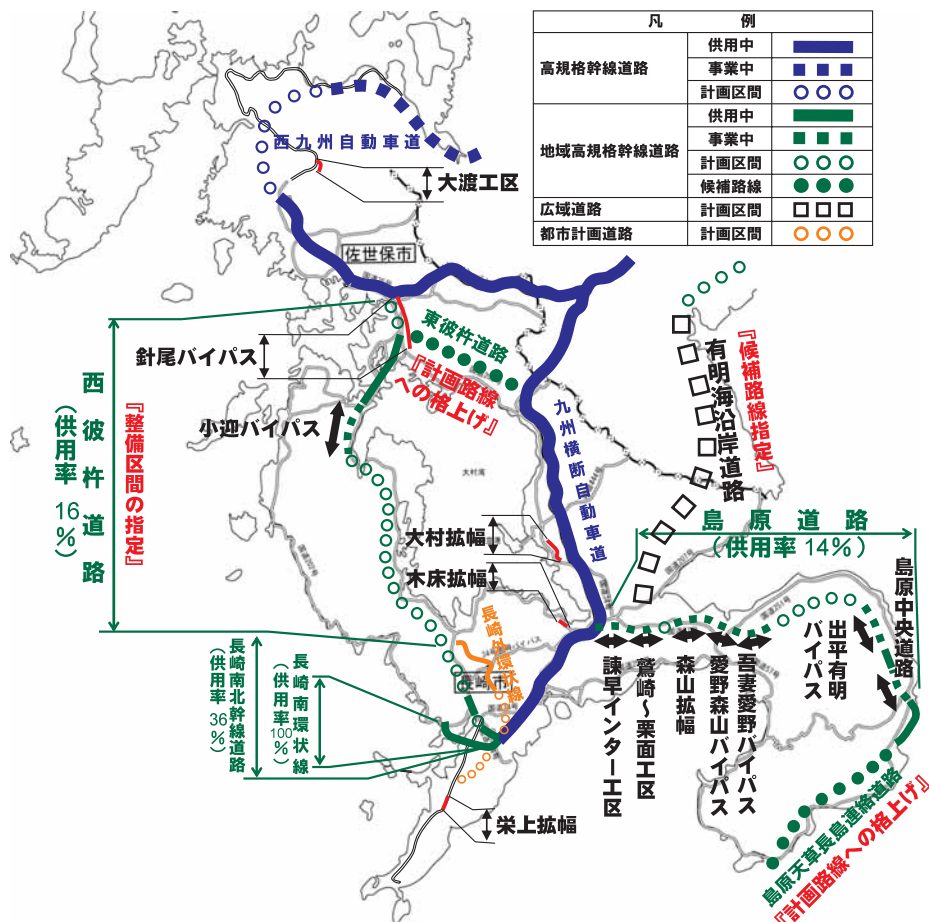 凡　例
高規格幹線道路
供用中
事業中
計画区間
地域高規格幹線道路
供用中
事業中
計画区間
候補路線
広域道路
計画区間
都市計画道路
計画区間
西九州自動車道
大渡工区
佐世保市
東彼杵道路
『計画路線
への格上げ』
針尾バイパス
小迎バイパス
西彼杵道路
（供用率 16%）
『整備区間の指定』
九州横断自動車道
有明海沿岸道路
『候補路線指定』
大村湾
大村拡幅
木床拡幅
島原道路
（供用率 14%）
島原中央道路
出平有明
バイパス
吾妻愛野バイパス
愛野森山バイパス
森山拡幅
鷲崎～栗面工区
諫早インター工区
長崎外環状線
長崎市
長崎南北幹線道路
（供用率 36%）
長崎南環状線
（供用率100%）
栄上拡幅
島原天草長島連絡道路
『計画路線への格上げ』